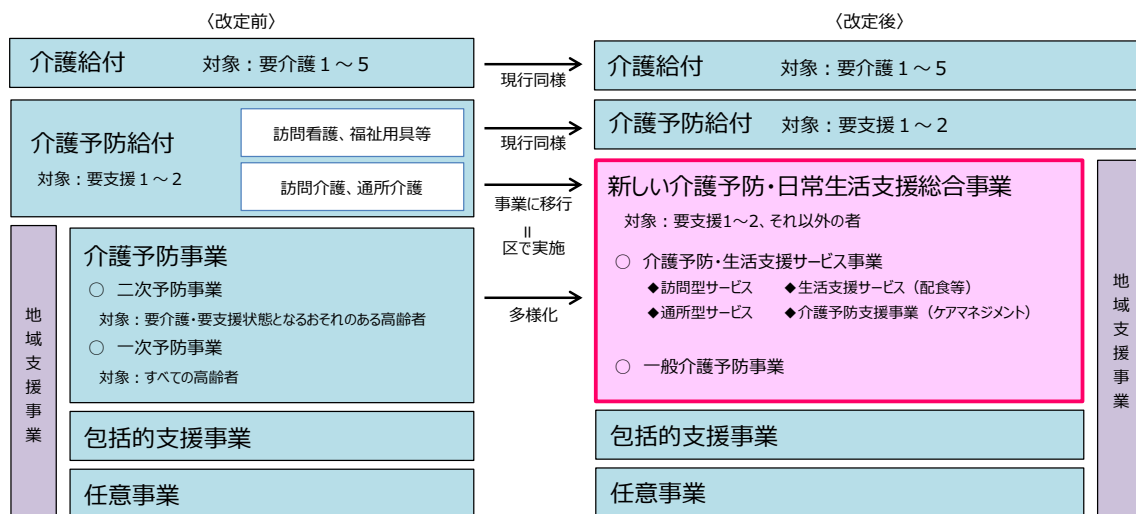 〈改定前〉
介護給付 対象：要介護１～５
介護予防給付
対象：要支援１～２
訪問看護、福祉用具等
訪問介護、通所介護
地域支援事業
介護予防事業
○ 二次予防事業
対象：要介護・要支援状態となるおそれのある高齢者
○ 一次予防事業
対象：すべての高齢者
包括的支援事業
任意事業
現行同様
現行同様
事業に移行
＝
区で実施
多様化
〈改定後〉
介護給付 対象：要介護１～５
介護予防給付 対象：要支援１～２
新しい介護予防・日常生活支援総合事業
対象：要支援1～2、それ以外の者
○ 介護予防・生活支援サービス事業
◆訪問型サービス ◆生活支援サービス（配食等）
◆通所型サービス ◆介護予防支援事業（ケアマネジメント）
○ 一般介護予防事業
包括的支援事業
任意事業
地域支援事業